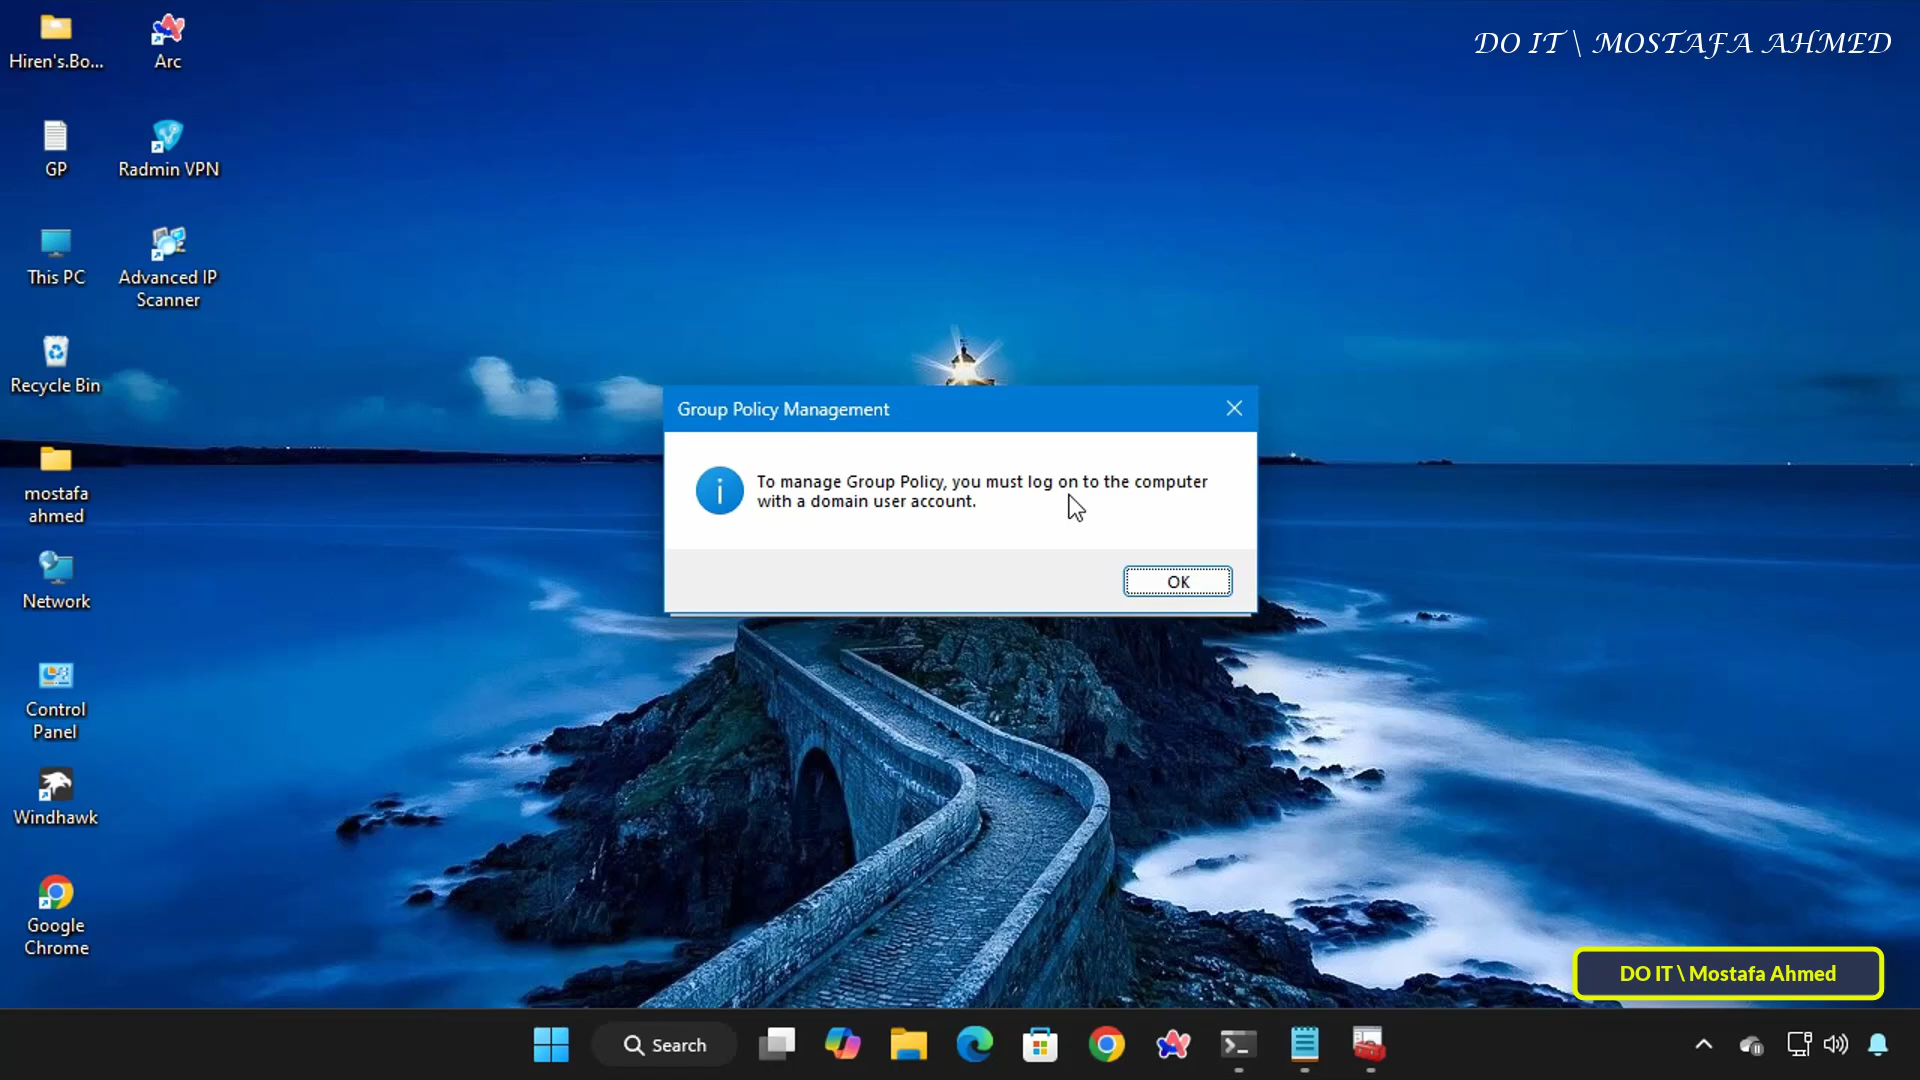 DO IT \ MOSTAFA AHMED
Hiren's.Bo...
Arc
GP
Radmin VPN
This PC
Advanced IP
Scanner
Recycle Bin
Group Policy Management
To manage Group Policy, you must log on to the computer
with a domain user account.
OK
mostafa
ahmed
Network
Control
Panel
Windhawk
Google
Chrome
DO IT \ Mostafa Ahmed
Search